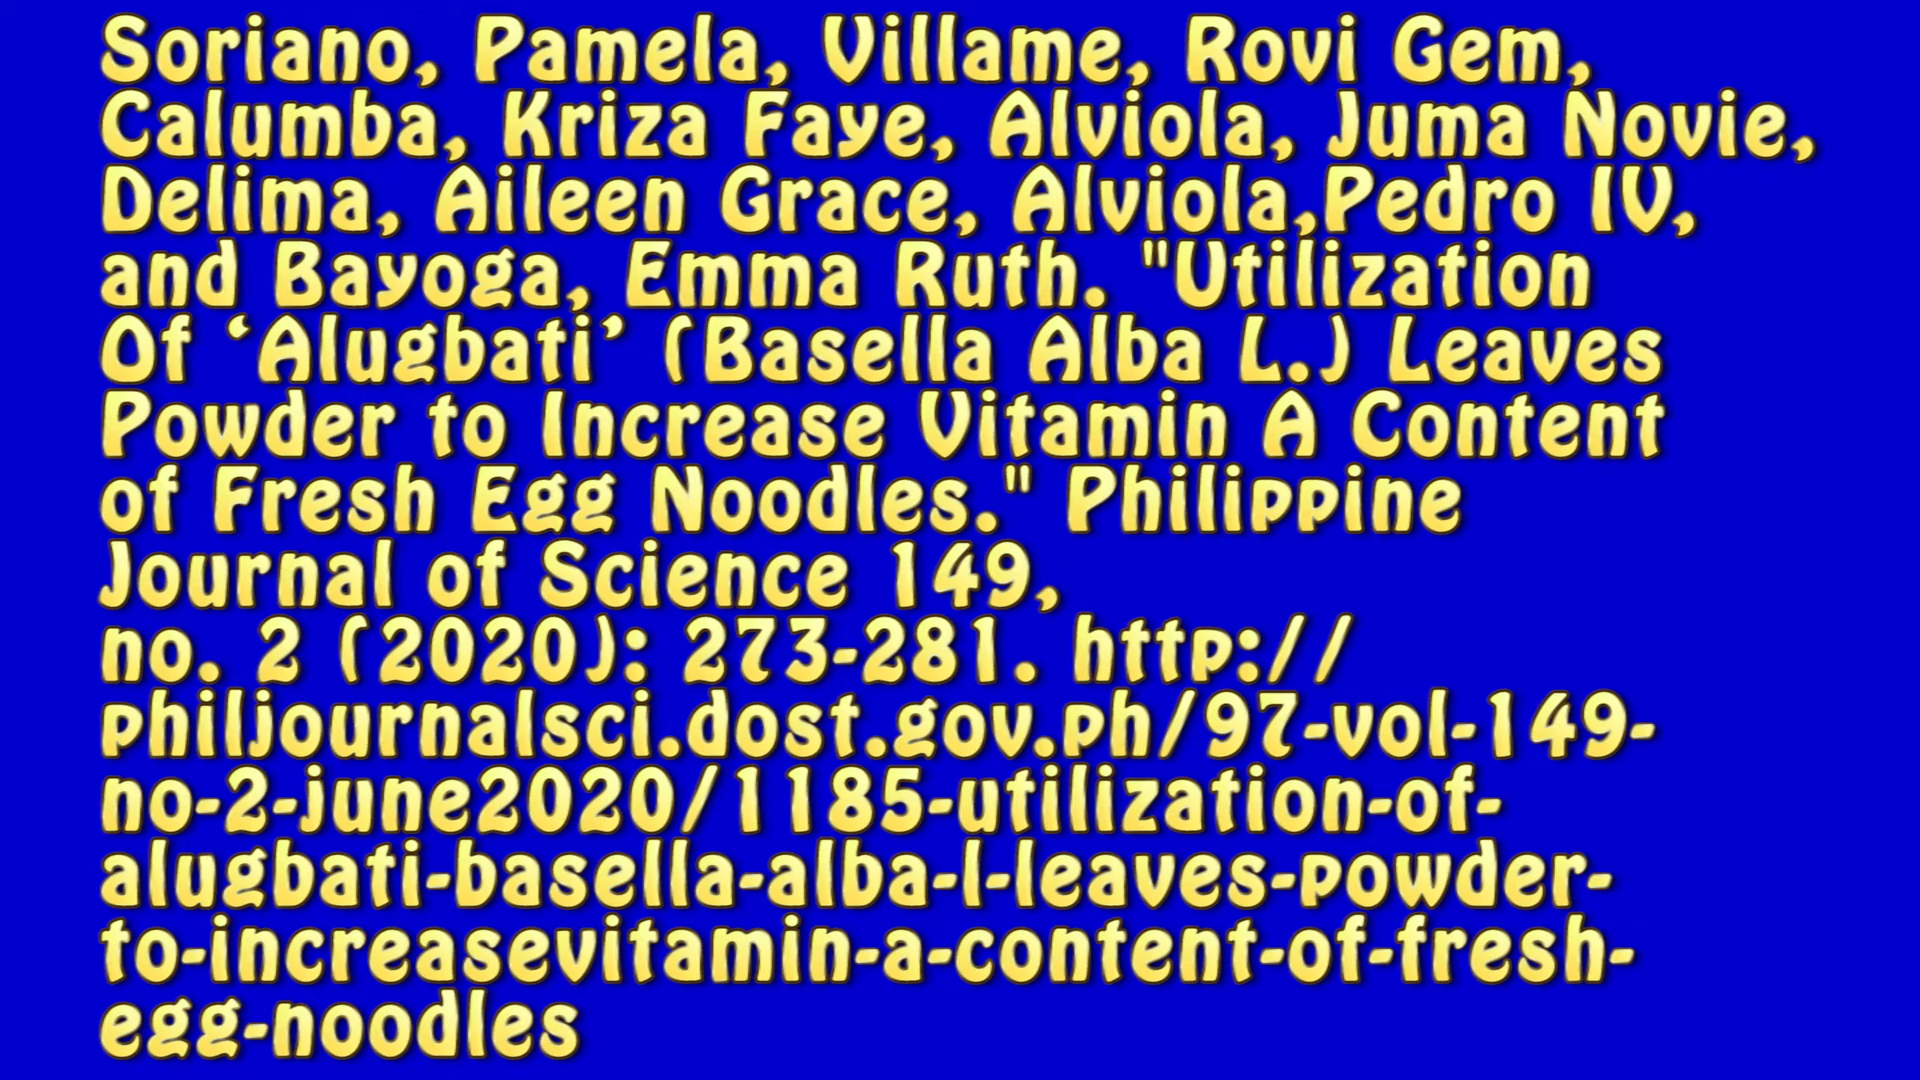 Soriano, Pamela, Villame, Rovi Gem,
Calumba, Kriza Faye, Alviola, Juma Novie,
Delima, Aileen Grace, Alviola,Pedro IV,
and Bayoga, Emma Ruth. "Utilization
Of ‘Alugbati’ (Basella Alba L.) Leaves
Powder to Increase Vitamin A Content
of Fresh Egg Noodles." Philippine
Journal of Science 149,
no. 2 (2020): 273-281. http://
philjournalsci.dost.gov.ph/97-vol-149-
no-2-june2020/1185-utilization-of-
alugbati-basella-alba-l-leaves-powder-
to-increasevitamin-a-content-of-fresh-
egg-noodles